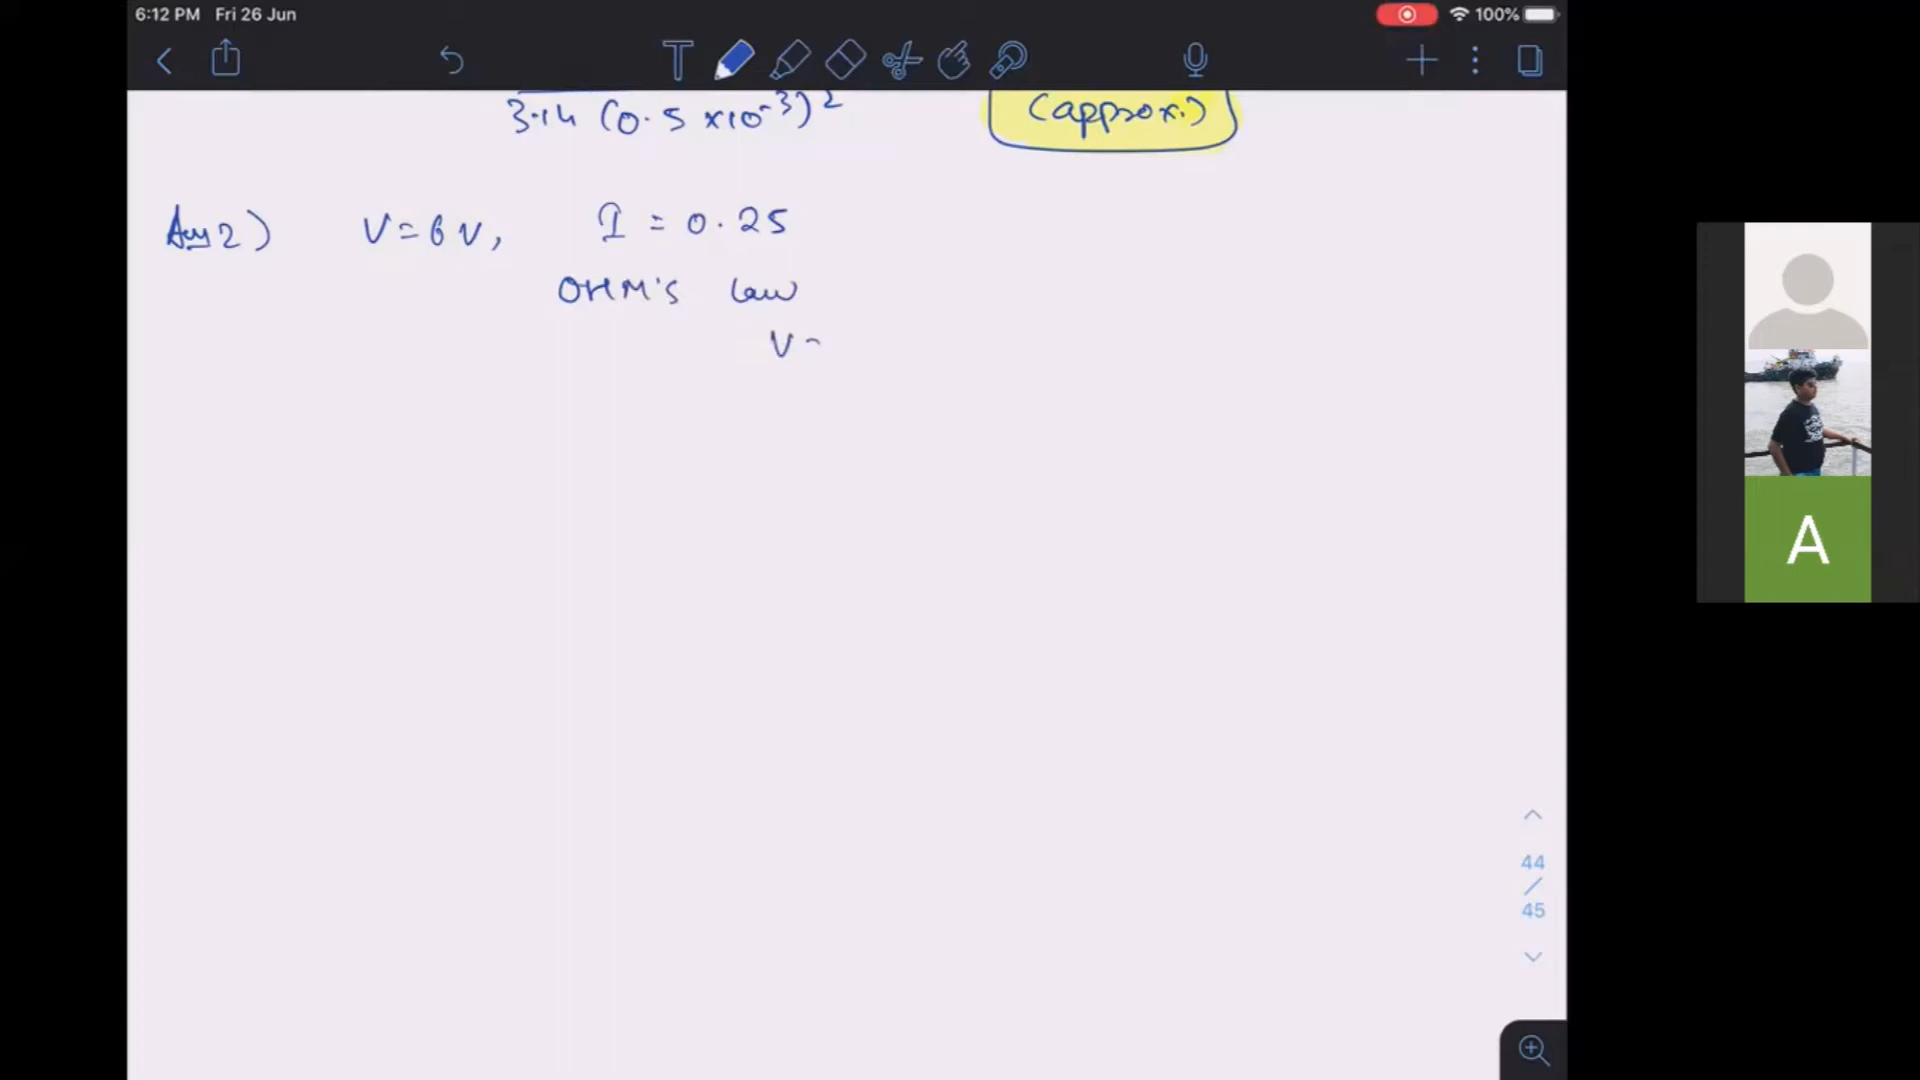 6:12 PM Fri 26 Jun
100%
T
3.14 (0.5 x10-3)2
(approx.)
Ans 2) V=6V, I = 0.25
OHM's law
V -
A
44
/
45